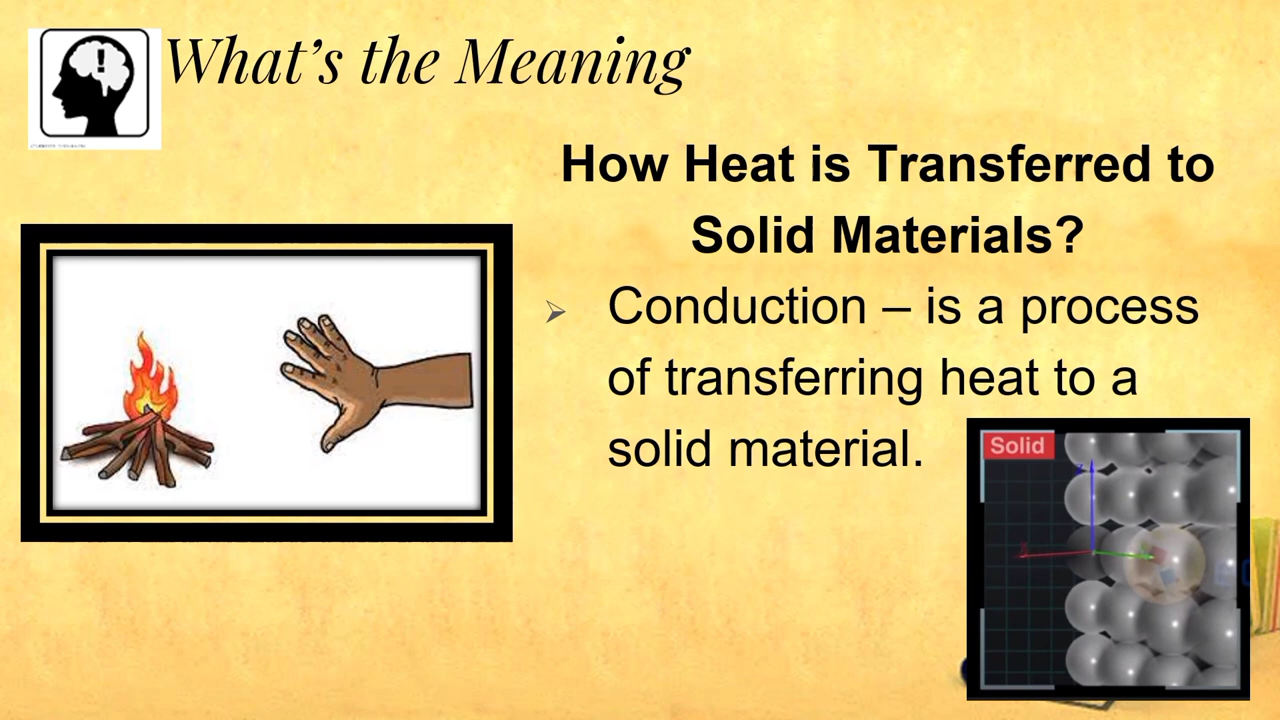 What's the Meaning
How Heat is Transferred to
Solid Materials?
Conduction – is a process
of transferring heat to a
solid material.
Solid